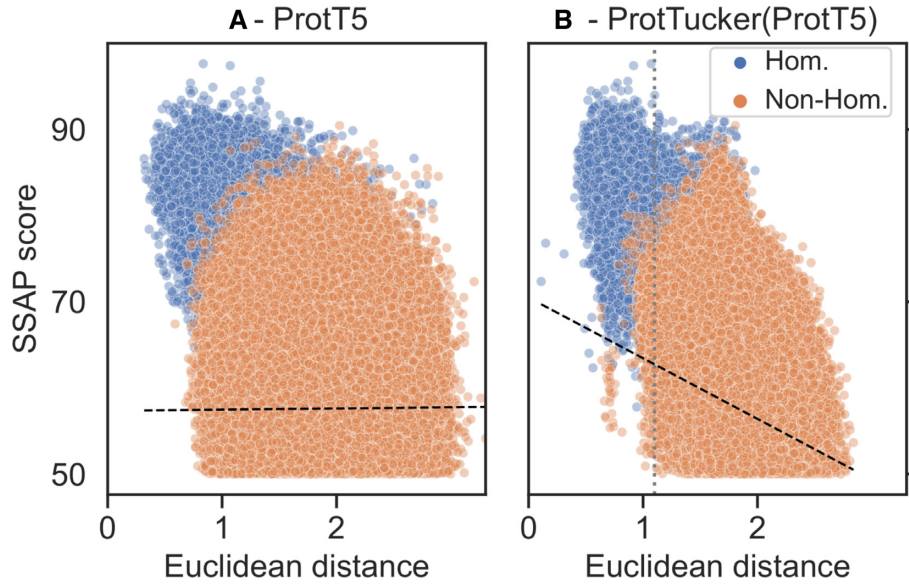 A - ProtT5
B - ProtTucker(ProtT5)
Hom.
Non-Hom.
SSAP score
90
70
50
0 1 2
0 1 2
Euclidean distance
Euclidean distance